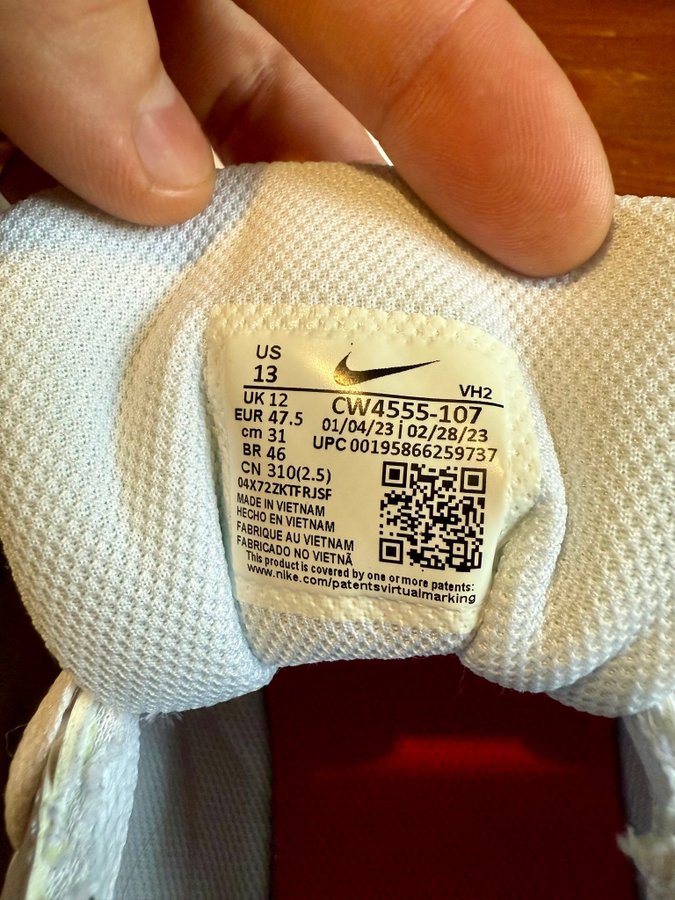 US
13
VH2
UK 12
CW4555-107
EUR 47.5
01/04/23 | 02/28/23
cm 31
UPC 00195866259737
BR 46
CN 310(2.5)
04X72ZKTFRJSF
MADE IN VIETNAM
HECHO EN VIETNAM
FABRIQUE AU VIETNAM
FABRICADO NO VIETNÃ
This product is covered by one or more patents:
www.nike.com/patentsvirtualmarking